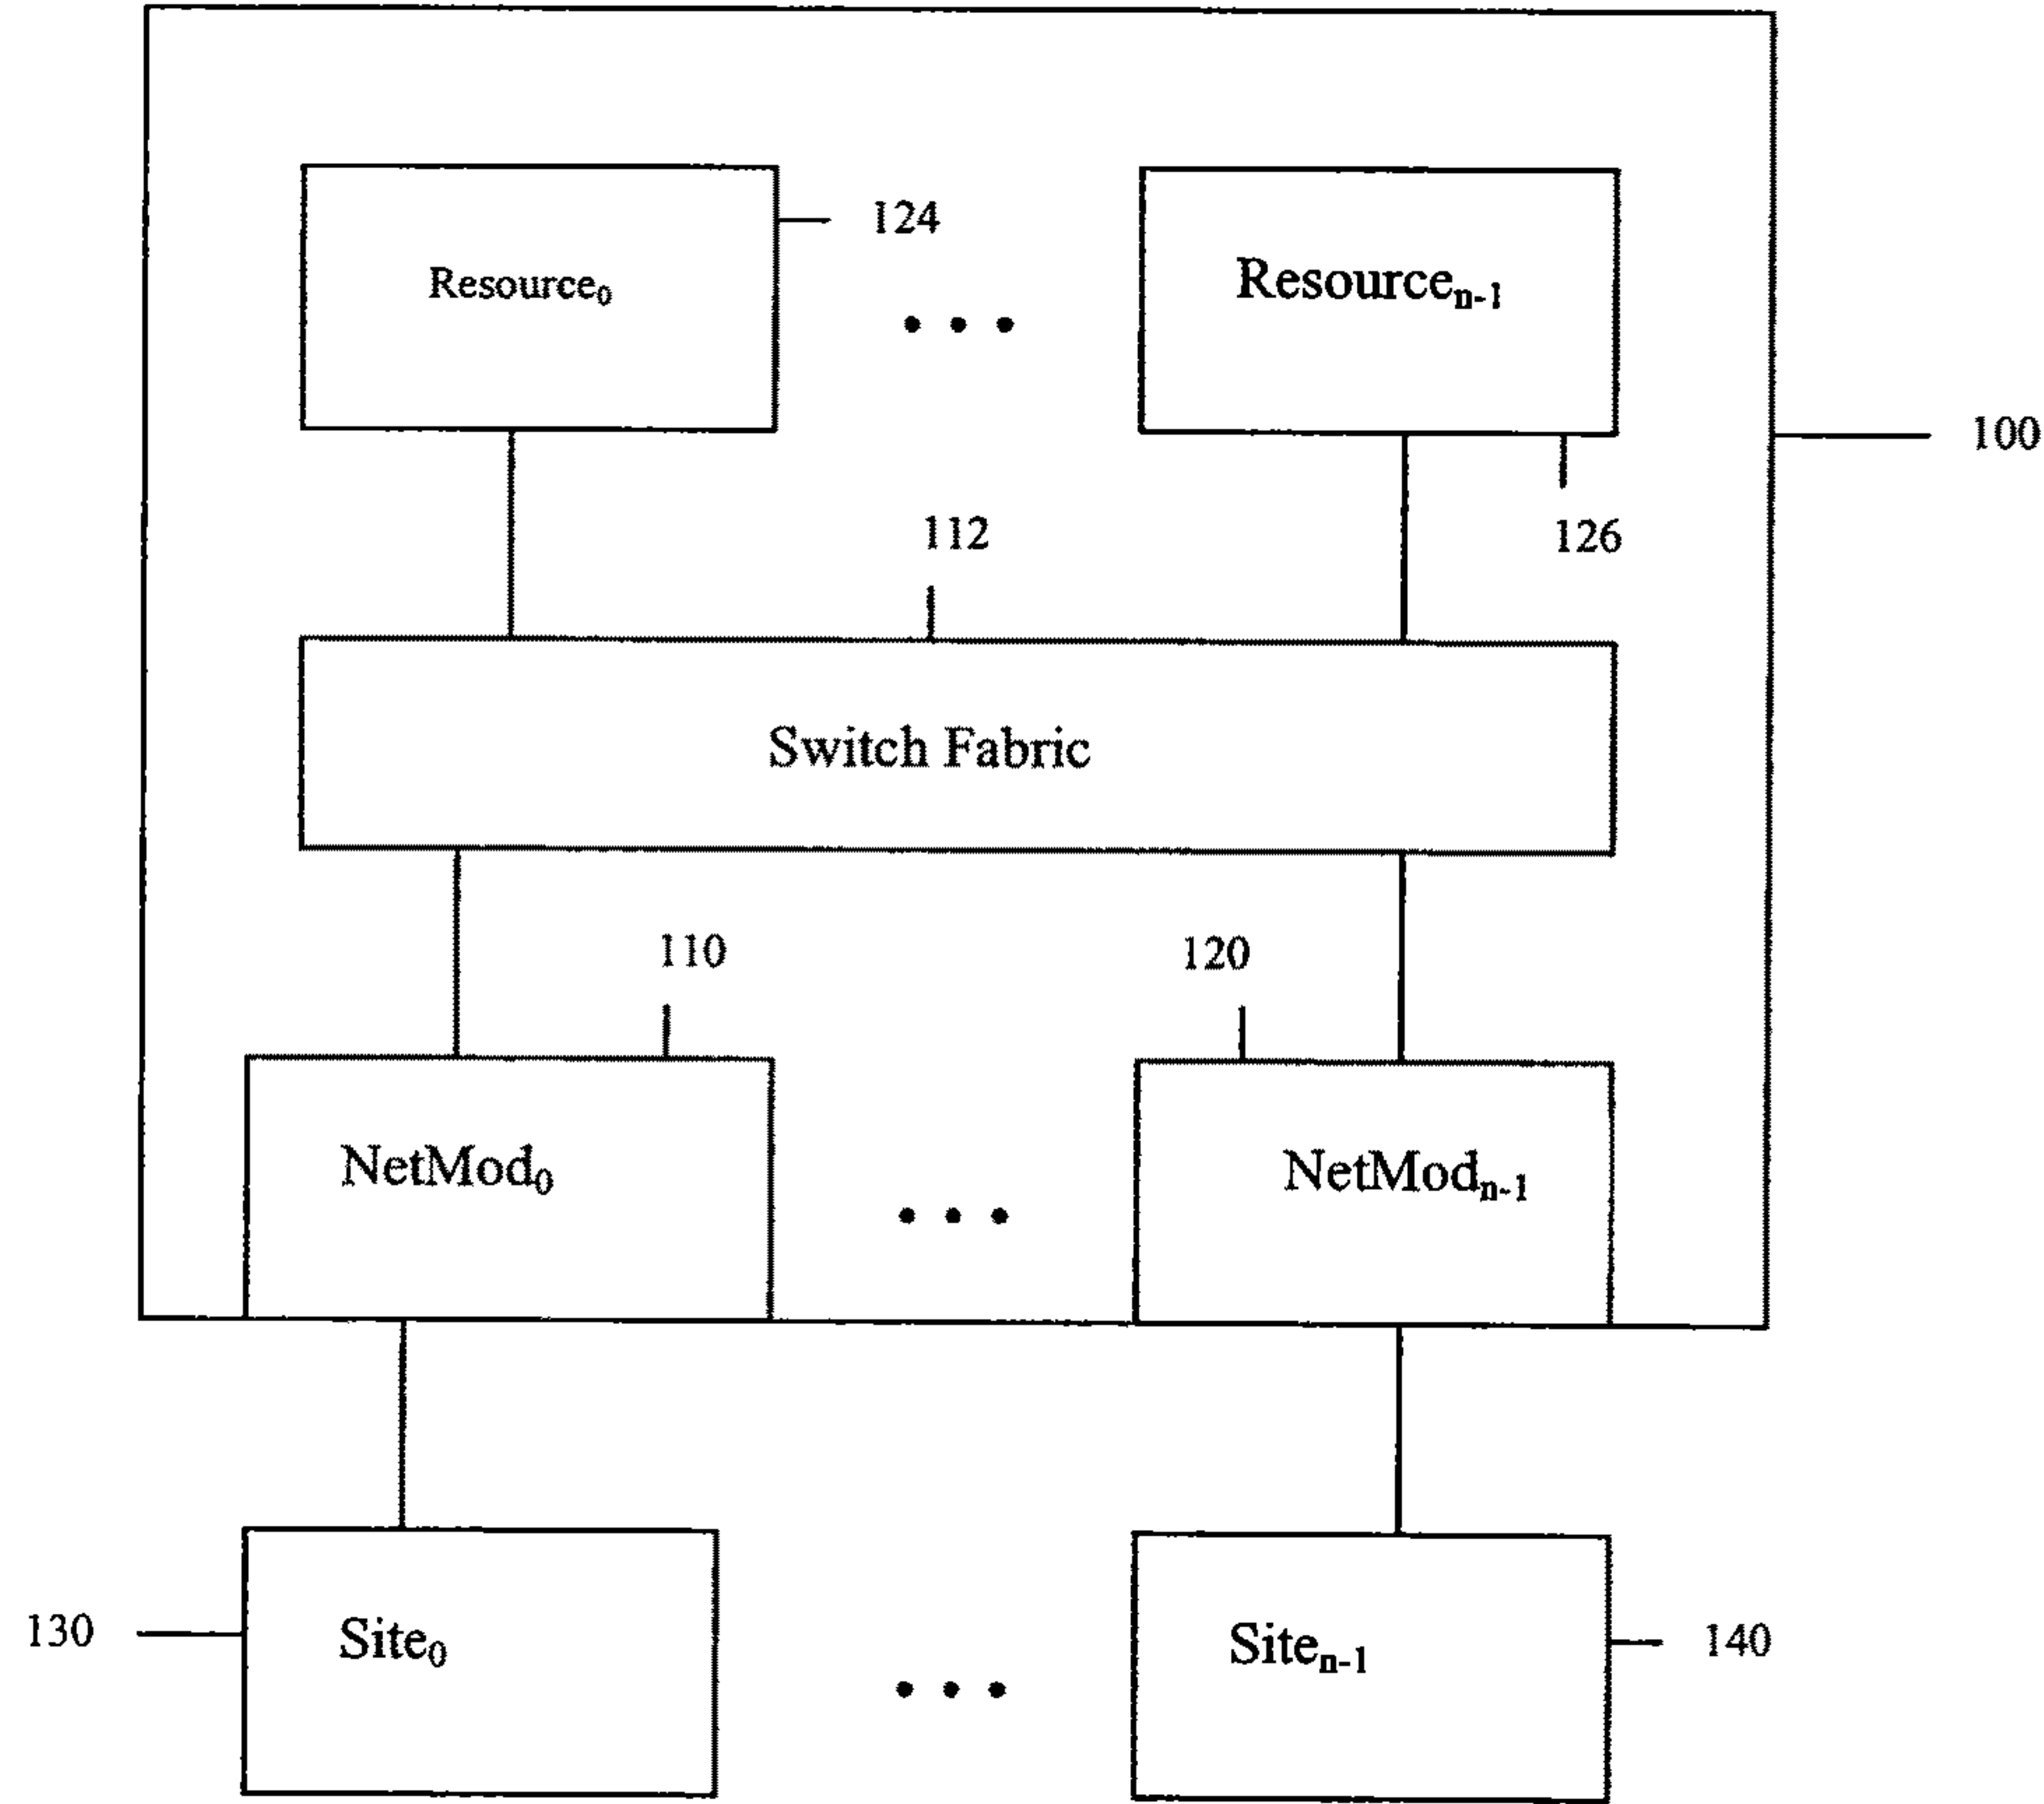 124
Resource₀
Resourceₙ₋₁
• • •
100
112
126
Switch Fabric
110
120
NetMod₀
NetModₙ₋₁
• • •
130
Site₀
Siteₙ₋₁
140
• • •